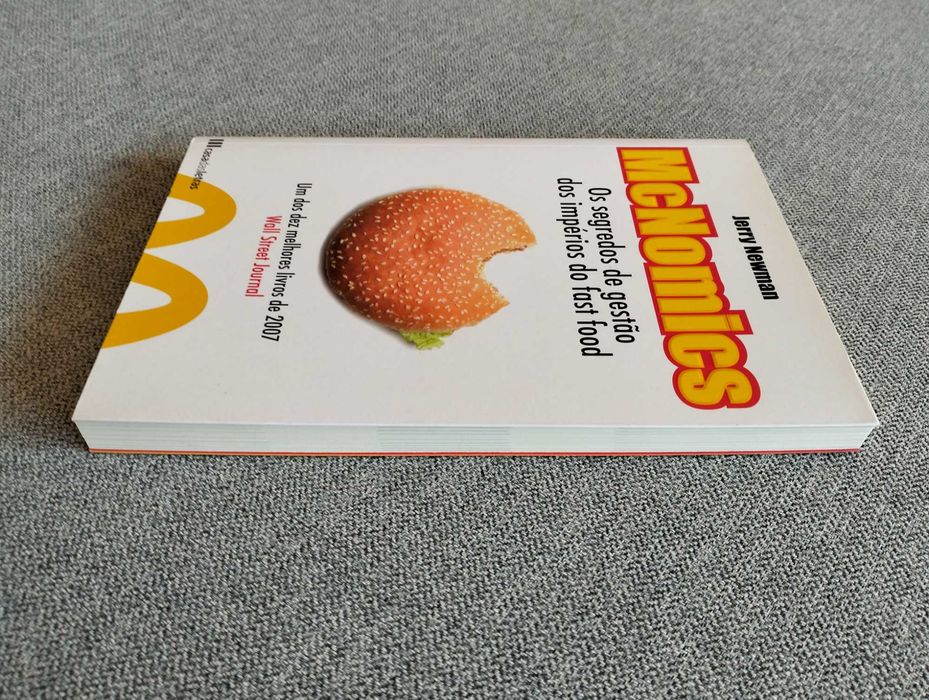 Jerry Newman
McNomics
Os segredos de gestão
dos impérios do fast food
Um dos dez melhores livros de 2007
Wall Street Journal
casadasletras